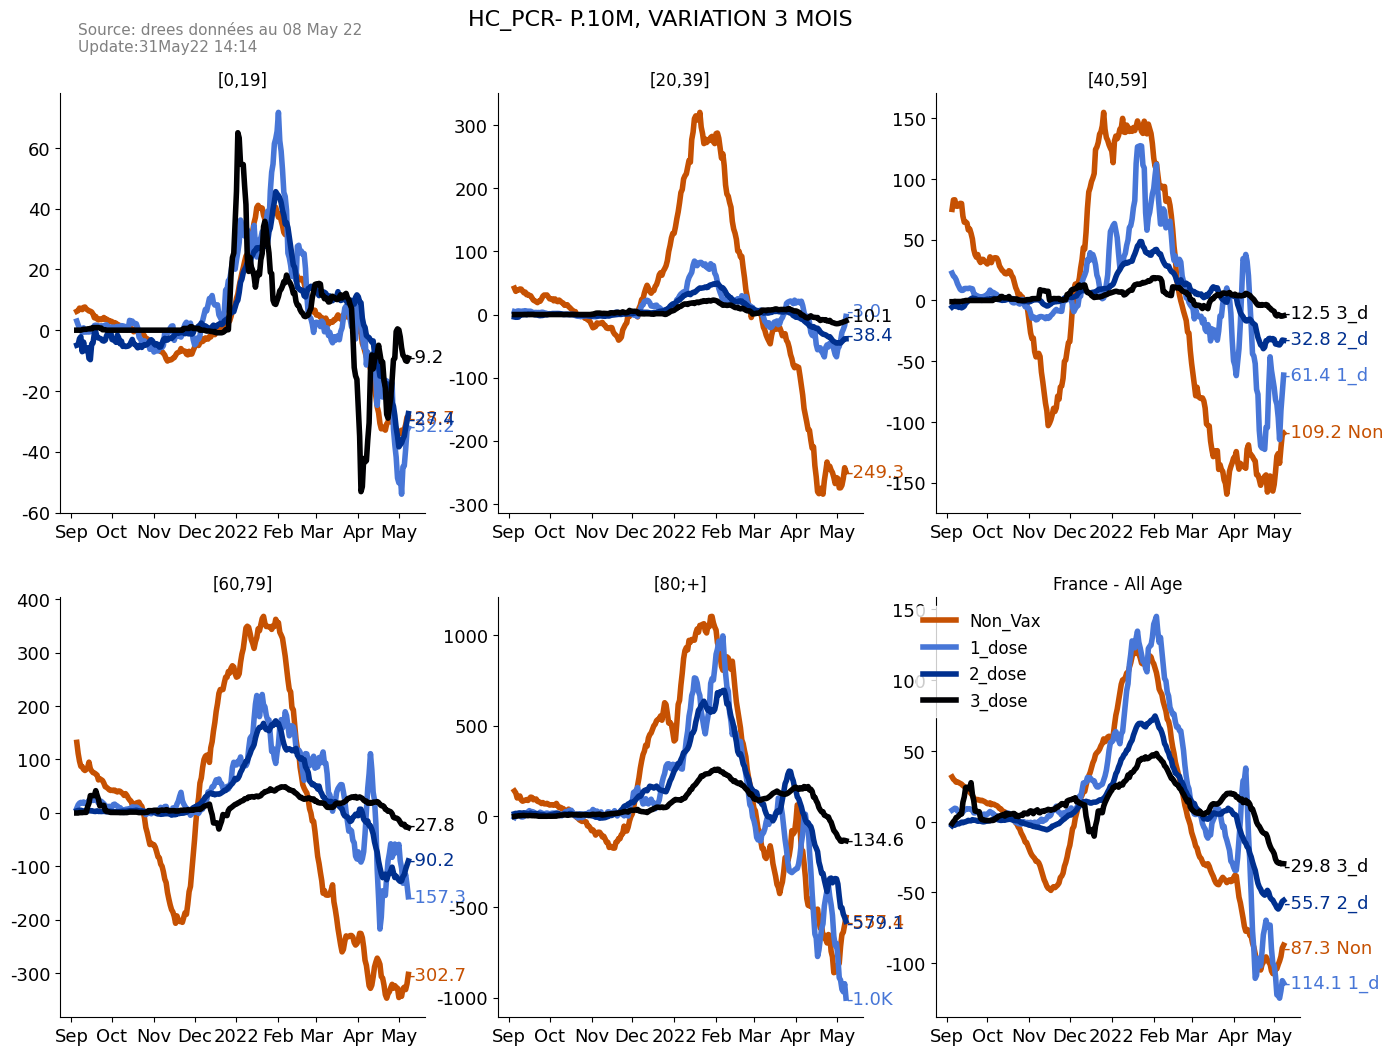 HC_PCR- P.10M, VARIATION 3 MOIS
Source: drees données au 08 May 22
Update:31May22 14:14
[0,19]
60
40
20
0
-20
-40
-60
-9.2
-27.4
-32.2
Sep Oct Nov Dec 2022 Feb Mar Apr May
[20,39]
300
200
100
0
-100
-200
-300
-3.0
-10.1
-38.4
-249.3
Sep Oct Nov Dec 2022 Feb Mar Apr May
[40,59]
150
100
50
0
-50
-100
-150
-12.5 3_d
-32.8 2_d
-61.4 1_d
-109.2 Non
Sep Oct Nov Dec 2022 Feb Mar Apr May
[60,79]
400
300
200
100
0
-100
-200
-300
-27.8
-90.2
-157.3
-302.7
Sep Oct Nov Dec 2022 Feb Mar Apr May
[80;+]
1000
500
0
-500
-1000
-134.6
-579.1
-1.0K
Sep Oct Nov Dec 2022 Feb Mar Apr May
France - All Age
150
100
50
0
-50
-100
Non_Vax
1_dose
2_dose
3_dose
-29.8 3_d
-55.7 2_d
-87.3 Non
-114.1 1_d
Sep Oct Nov Dec 2022 Feb Mar Apr May